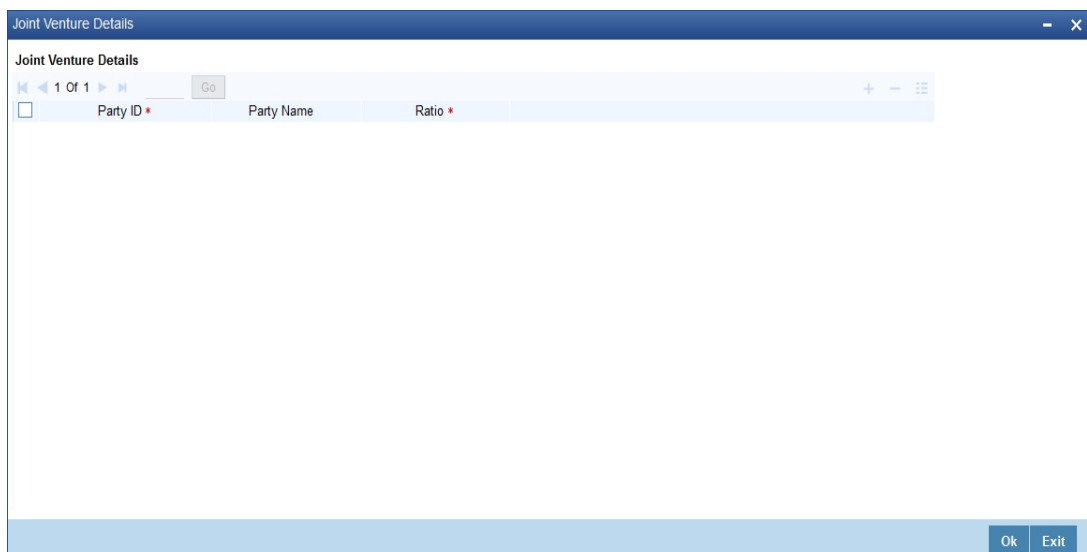 Joint Venture Details
Joint Venture Details
1 Of 1 Go
Party ID * Party Name Ratio *
Ok Exit